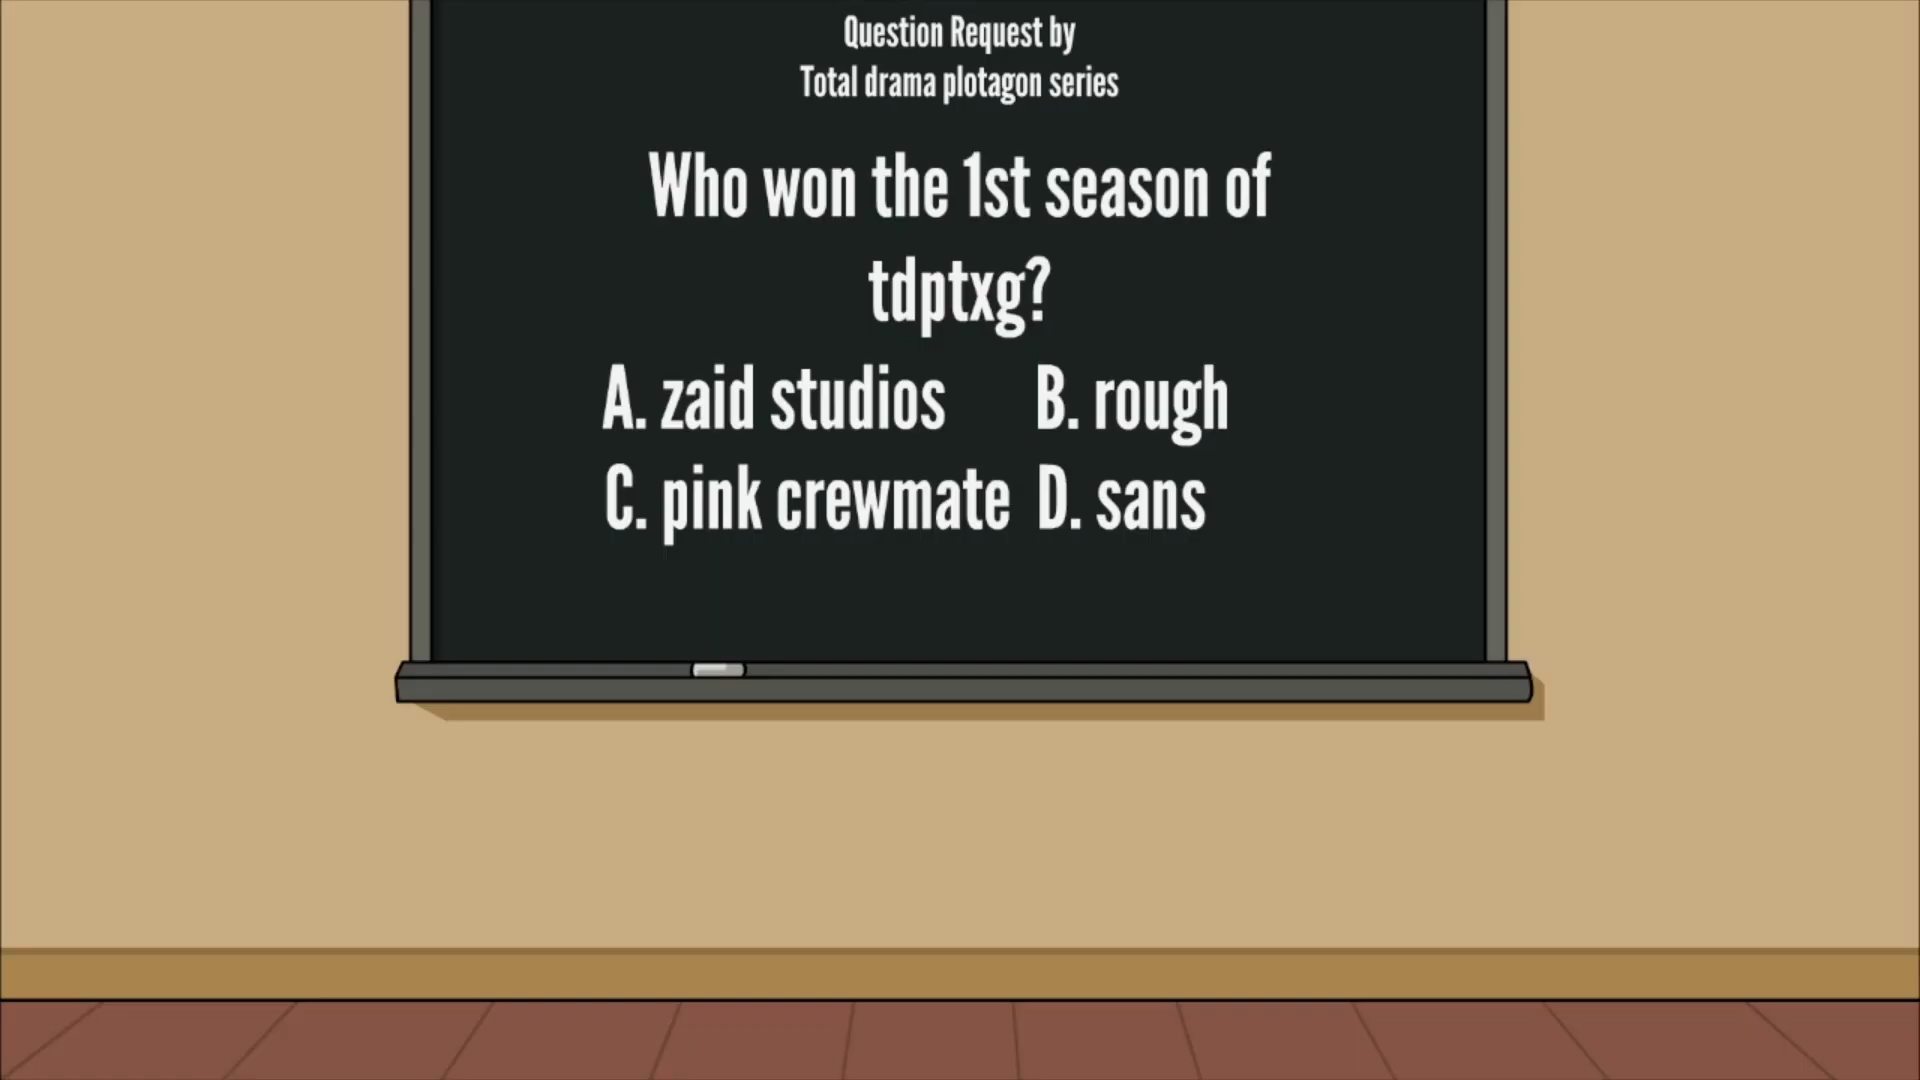 Question Request by
Total drama plotagon series
Who won the 1st season of
tdptxg?
A. zaid studios B. rough
C. pink crewmate D. sans